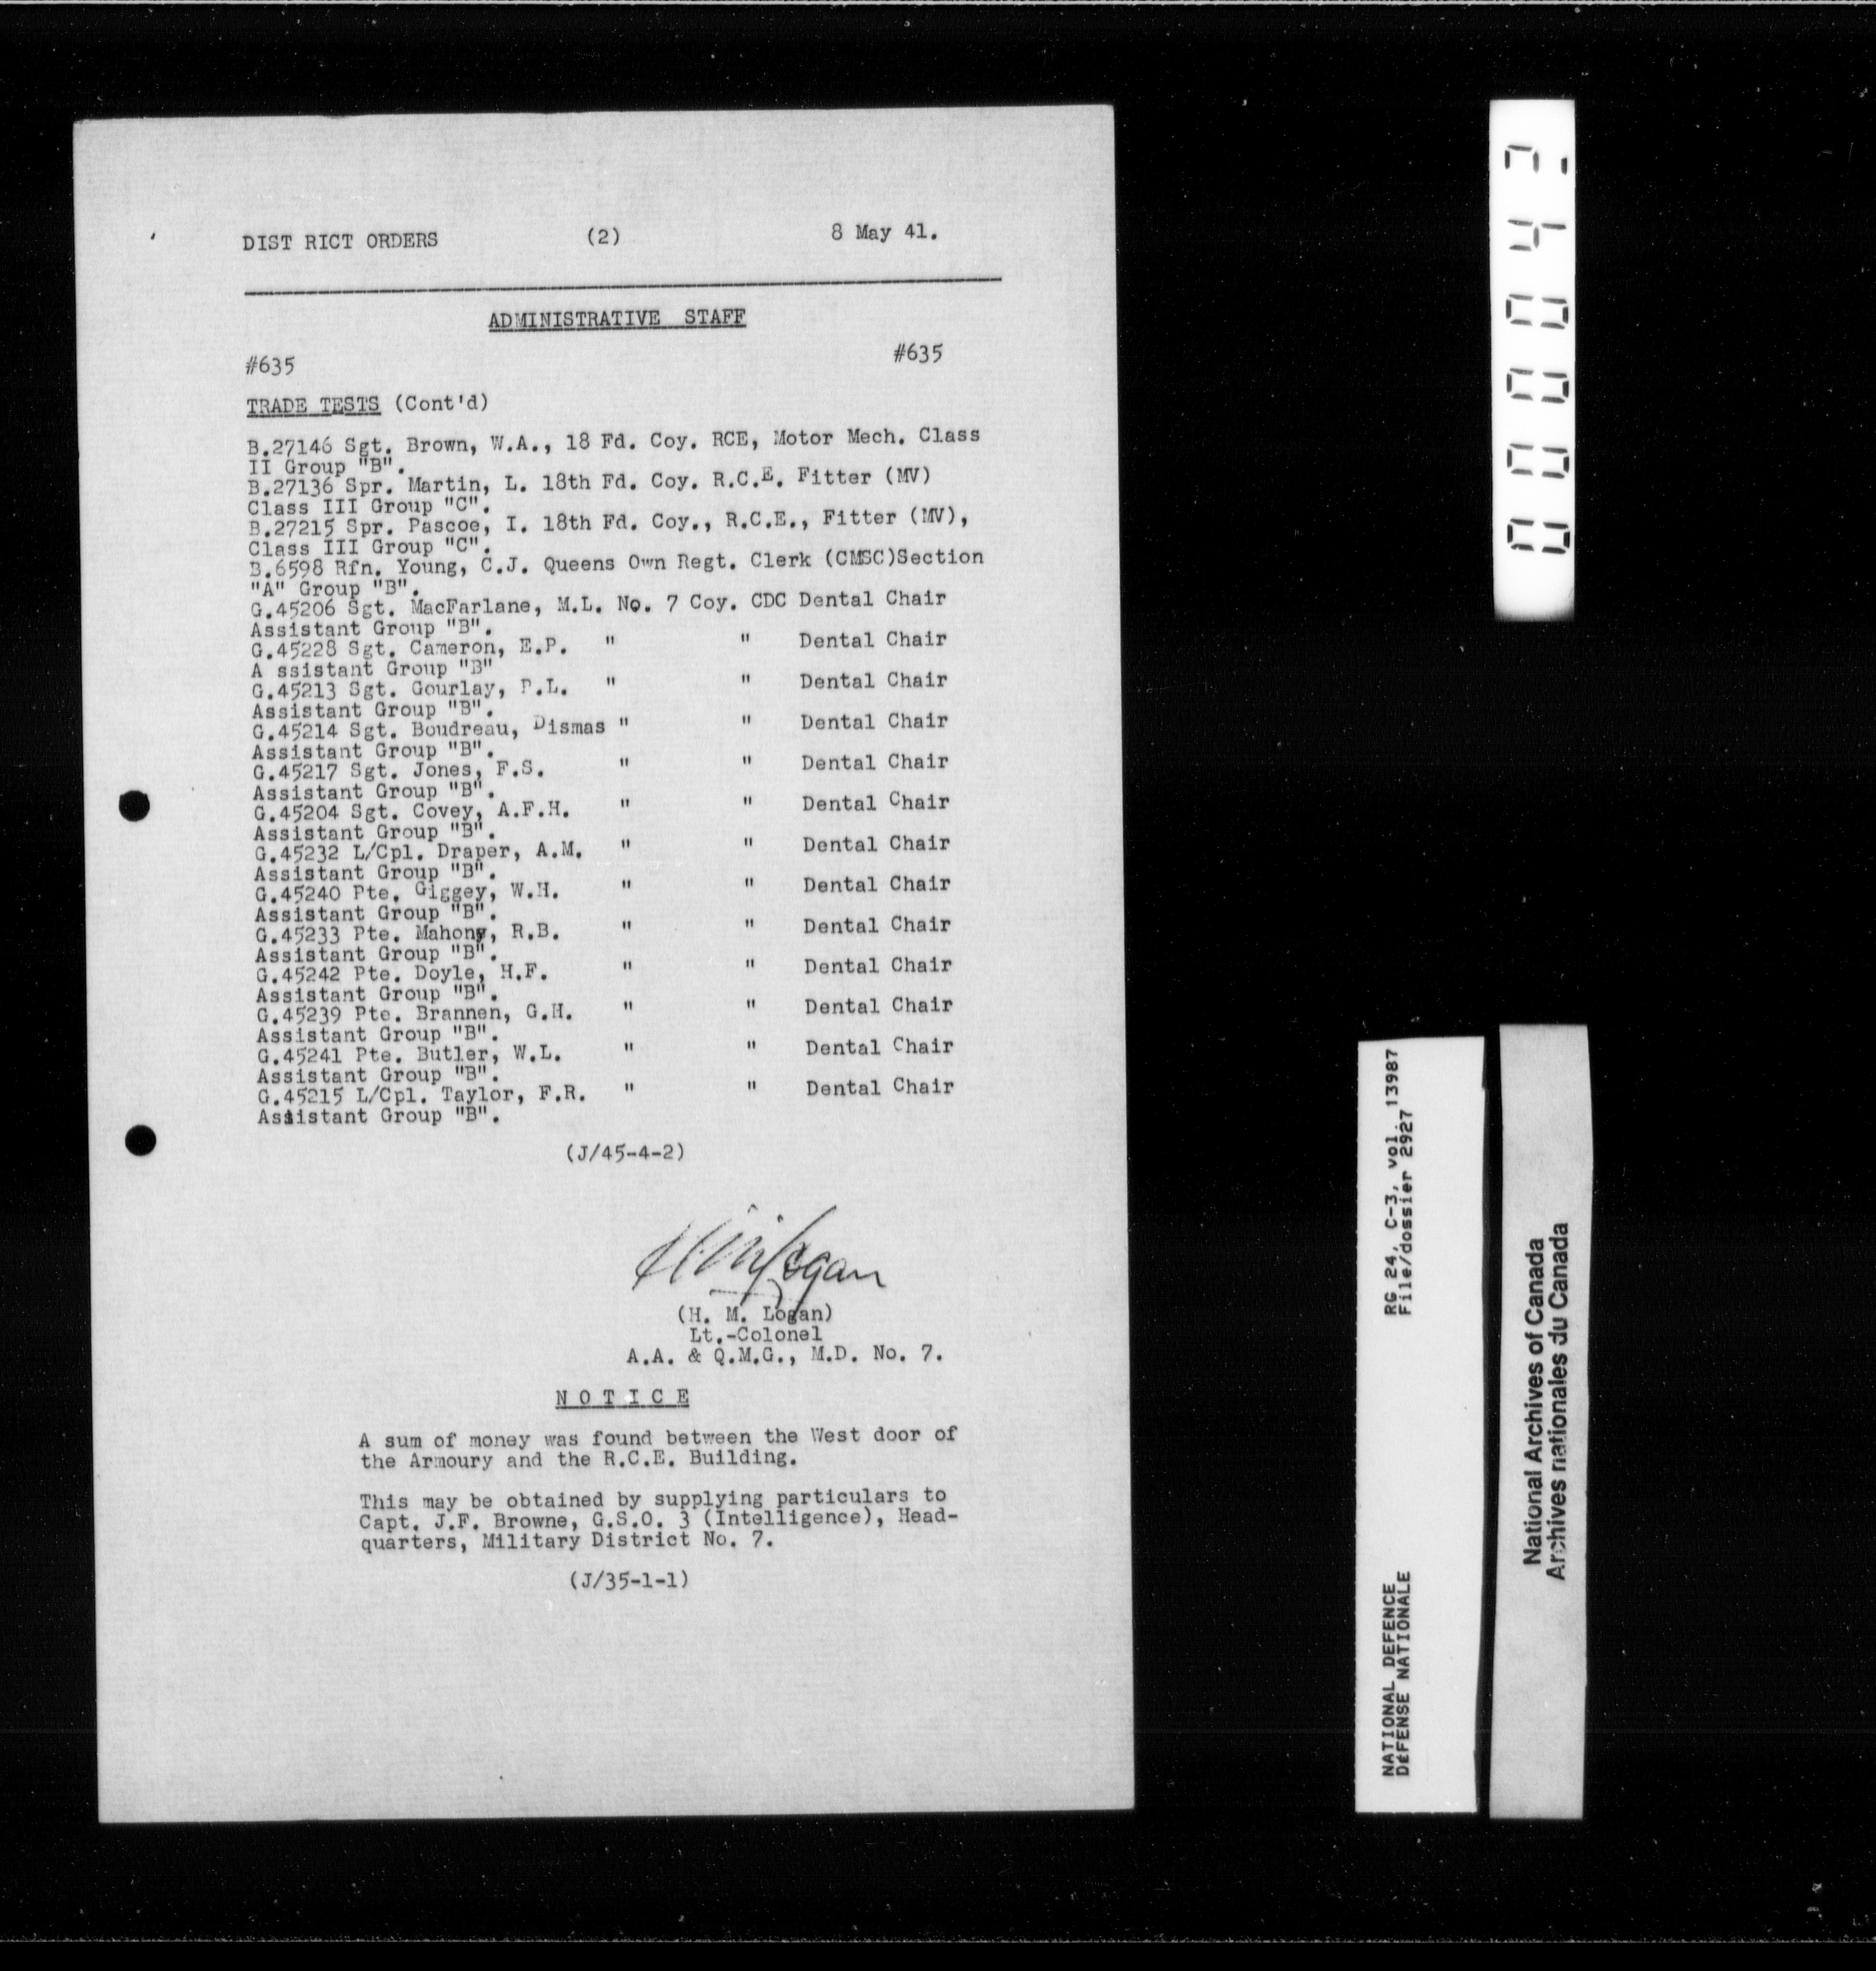 DIST RICT ORDERS (2) 8 May 41.
ADMINISTRATIVE STAFF
#635 #635
TRADE TESTS (Cont'd)
B.27146 Sgt. Brown, W.A., 18 Fd. Coy. RCE, Motor Mech. Class
II Group "B".
B.27136 Spr. Martin, L. 18th Fd. Coy. R.C.E. Fitter (MV)
Class III Group "C".
B.27215 Spr. Pascoe, I. 18th Fd. Coy., R.C.E., Fitter (MV),
Class III Group "C".
B.6598 Rfn. Young, C.J. Queens Own Regt. Clerk (CMSC)Section
"A" Group "B".
G.45206 Sgt. MacFarlane, M.L. No. 7 Coy. CDC Dental Chair
Assistant Group "B".
G.45228 Sgt. Cameron, E.P. " " Dental Chair
A ssistant Group "B"
G.45213 Sgt. Gourlay, P.L. " " Dental Chair
Assistant Group "B".
G.45214 Sgt. Boudreau, Dismas " " Dental Chair
Assistant Group "B".
G.45217 Sgt. Jones, F.S. " " Dental Chair
Assistant Group "B".
G.45204 Sgt. Covey, A.F.H. " " Dental Chair
Assistant Group "B".
G.45232 L/Cpl. Draper, A.M. " " Dental Chair
Assistant Group "B".
G.45240 Pte. Giggey, W.H. " " Dental Chair
Assistant Group "B".
G.45233 Pte. Mahony, R.B. " " Dental Chair
Assistant Group "B".
G.45242 Pte. Doyle, H.F. " " Dental Chair
Assistant Group "B".
G.45239 Pte. Brannen, G.H. " " Dental Chair
Assistant Group "B".
G.45241 Pte. Butler, W.L. " " Dental Chair
Assistant Group "B".
G.45215 L/Cpl. Taylor, F.R. " " Dental Chair
Assistant Group "B".
(J/45-4-2)
H M Logan
(H. M. Logan)
Lt.-Colonel
A.A. & Q.M.G., M.D. No. 7.
N O T I C E
A sum of money was found between the West door of
the Armoury and the R.C.E. Building.
This may be obtained by supplying particulars to
Capt. J.F. Browne, G.S.O. 3 (Intelligence), Head-
quarters, Military District No. 7.
(J/35-1-1)
NATIONAL DEFENCE RG 24, C-3, vol. 13987
DÉFENSE NATIONALE File/dossier 2927
National Archives of Canada
Archives nationales du Canada